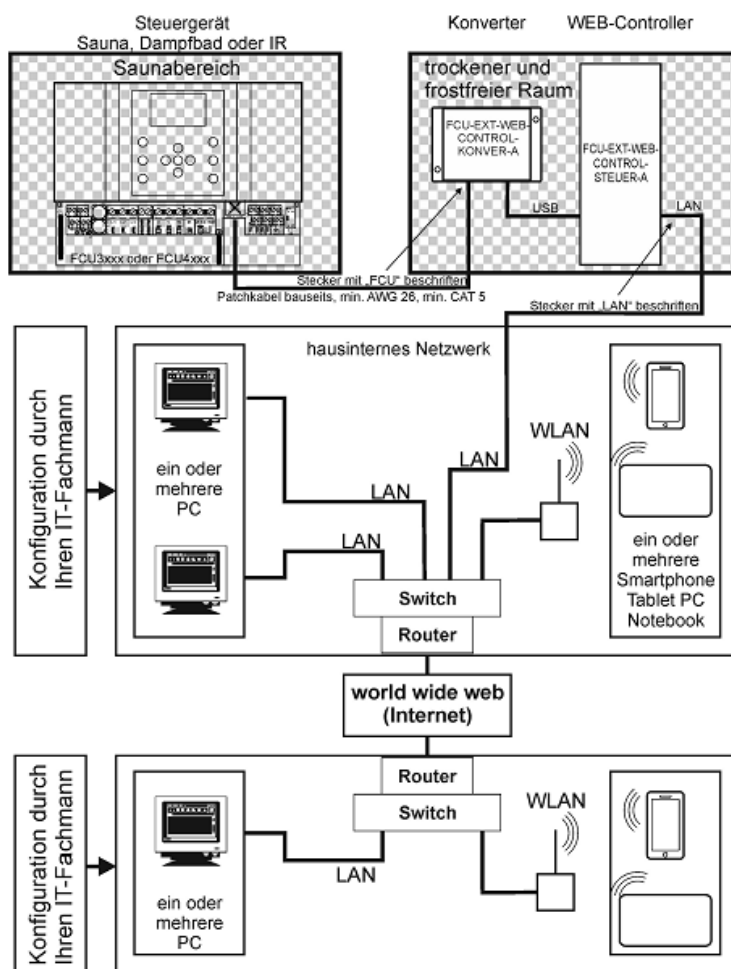 Steuergerät
Sauna, Dampfbad oder IR
Saunabereich
FCU3xxx oder FCU4xxx
Konverter
WEB-Controller
trockener und
frostfreier Raum
FCU-EXT-WEB-
CONTROL-
KONVER-A
FCU-EXT-WEB-
CONTROL-
STEUER-A
USB
LAN
Stecker mit „FCU“ beschriften
Patchkabel bauseits, min. AWG 26, min. CAT 5
Stecker mit „LAN“ beschriften
Konfiguration durch
Ihren IT-Fachmann
hausinternes Netzwerk
ein oder
mehrere
PC
LAN
LAN
LAN
WLAN
ein oder
mehrere
Smartphone
Tablet PC
Notebook
Switch
Router
world wide web
(Internet)
Konfiguration durch
Ihren IT-Fachmann
Router
Switch
WLAN
LAN
ein oder
mehrere
PC